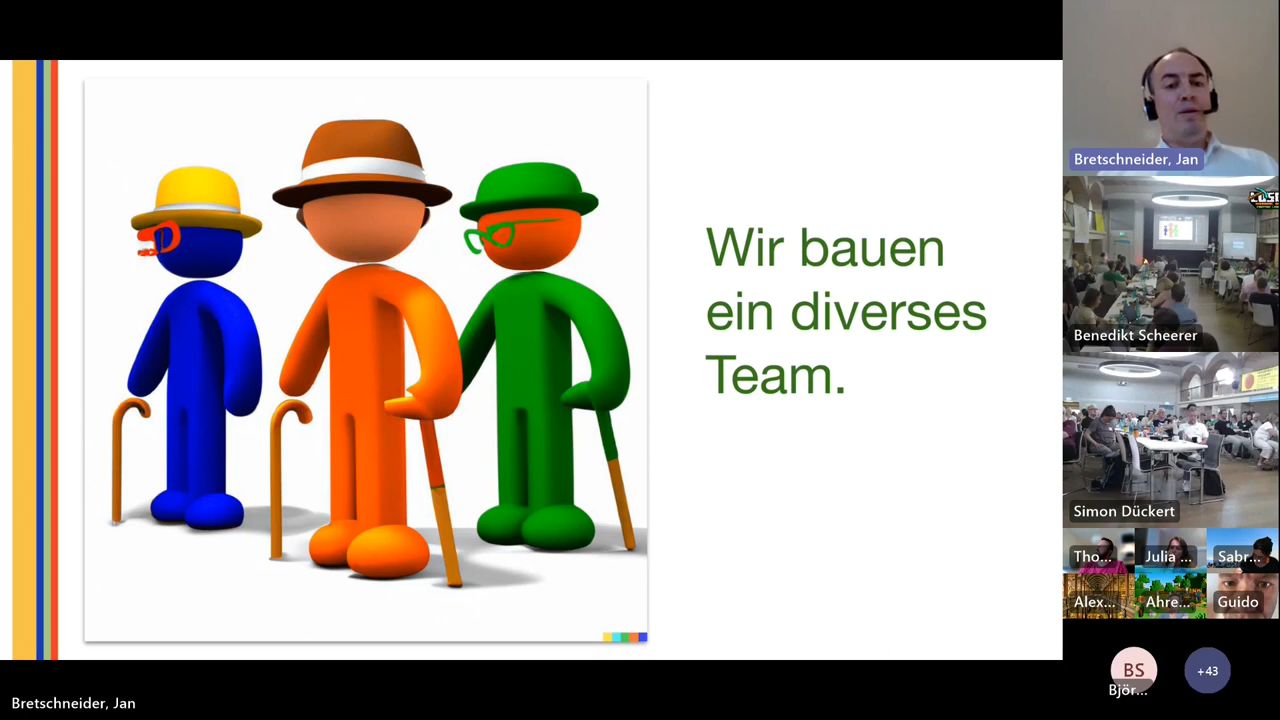 Wir bauen
ein diverses
Team.
Bretschneider, Jan
Benedikt Scheerer
Simon Dückert
Tho...
Julia ...
Sabr...
Alex...
Ahre...
Guido
BS
Björ...
+43
Bretschneider, Jan